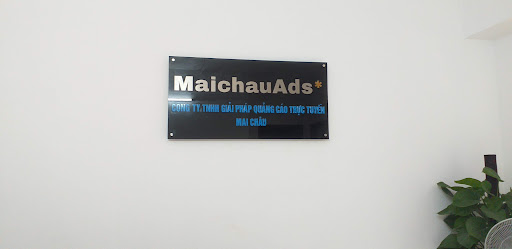 MaichauAds*
CÔNG TY TNHH GIẢI PHÁP QUẢNG CÁO TRỰC TUYẾN
MAI CHÂU